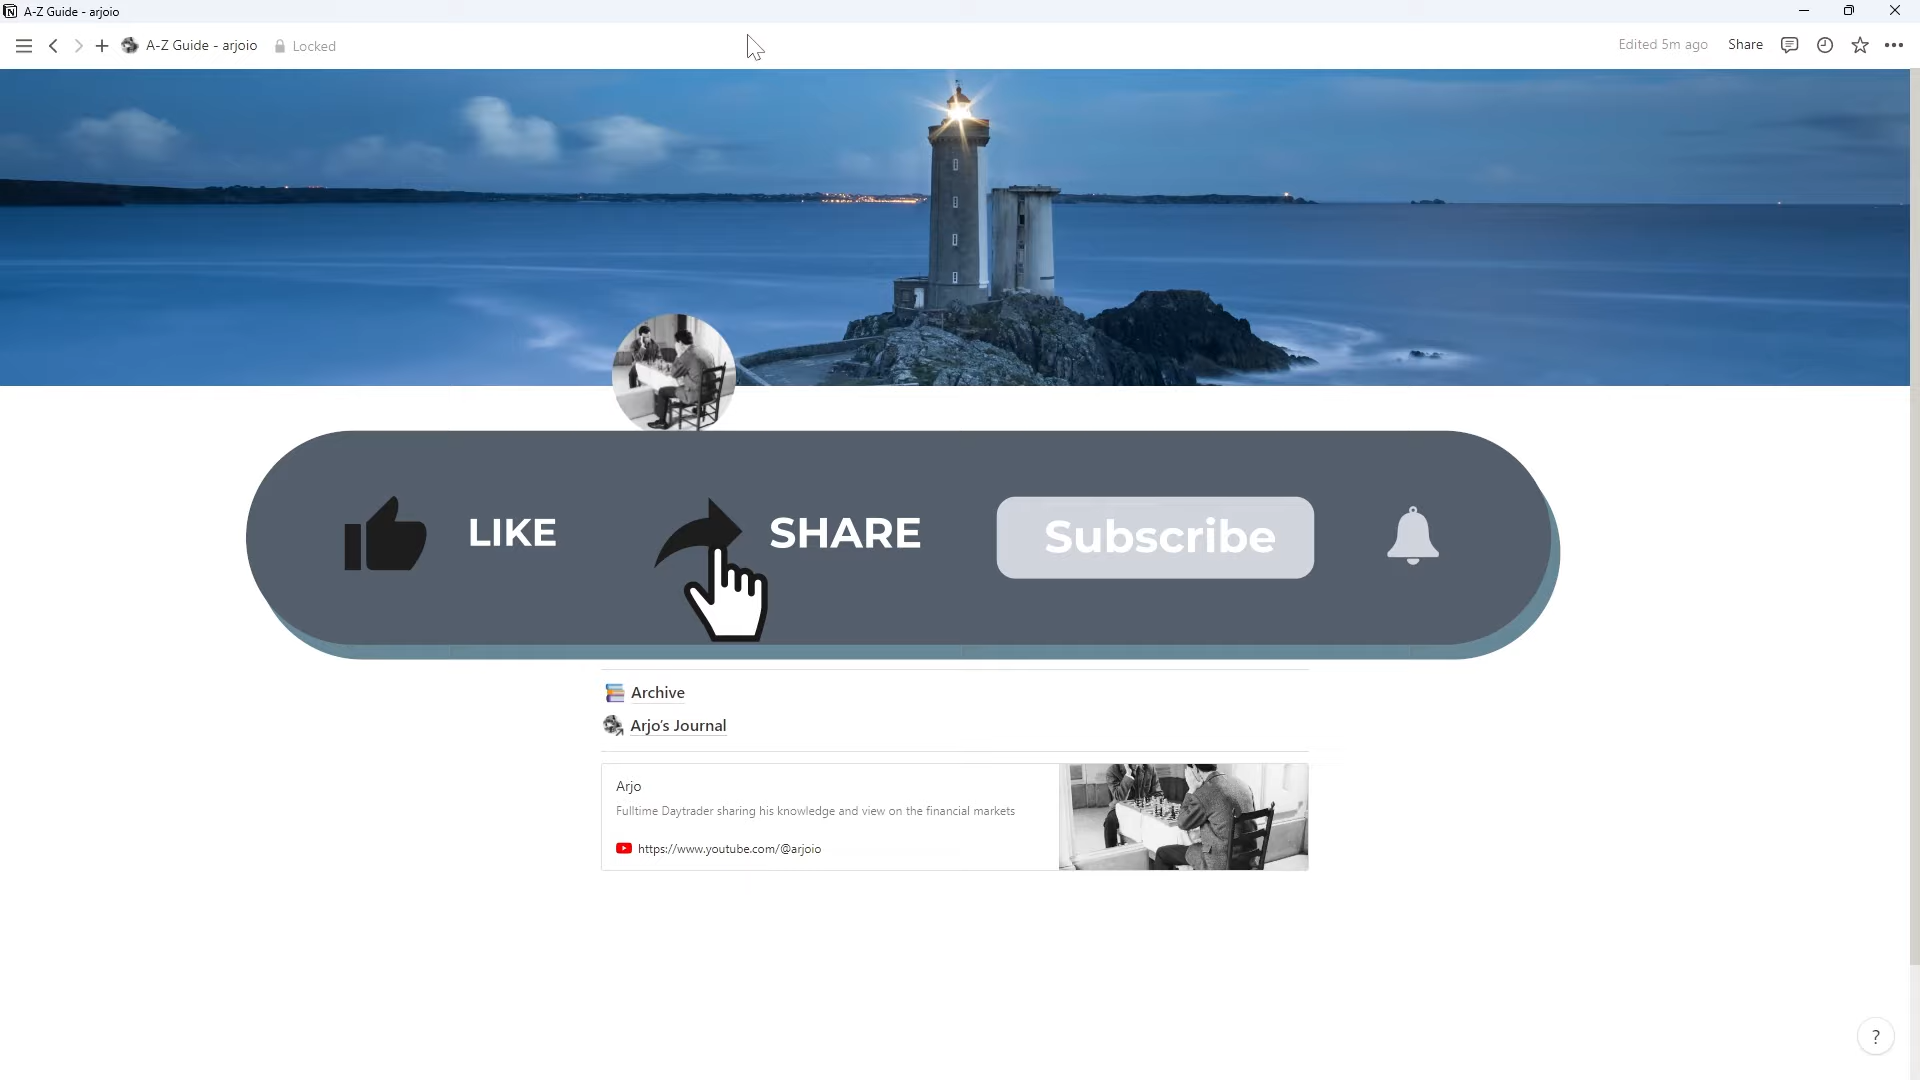 A-Z Guide - arjoio
A-Z Guide - arjoio Locked Edited 5m ago Share
LIKE SHARE Subscribe
Archive
Arjo's Journal
Arjo
Fulltime Daytrader sharing his knowledge and view on the financial markets
https://www.youtube.com/@arjoio
?